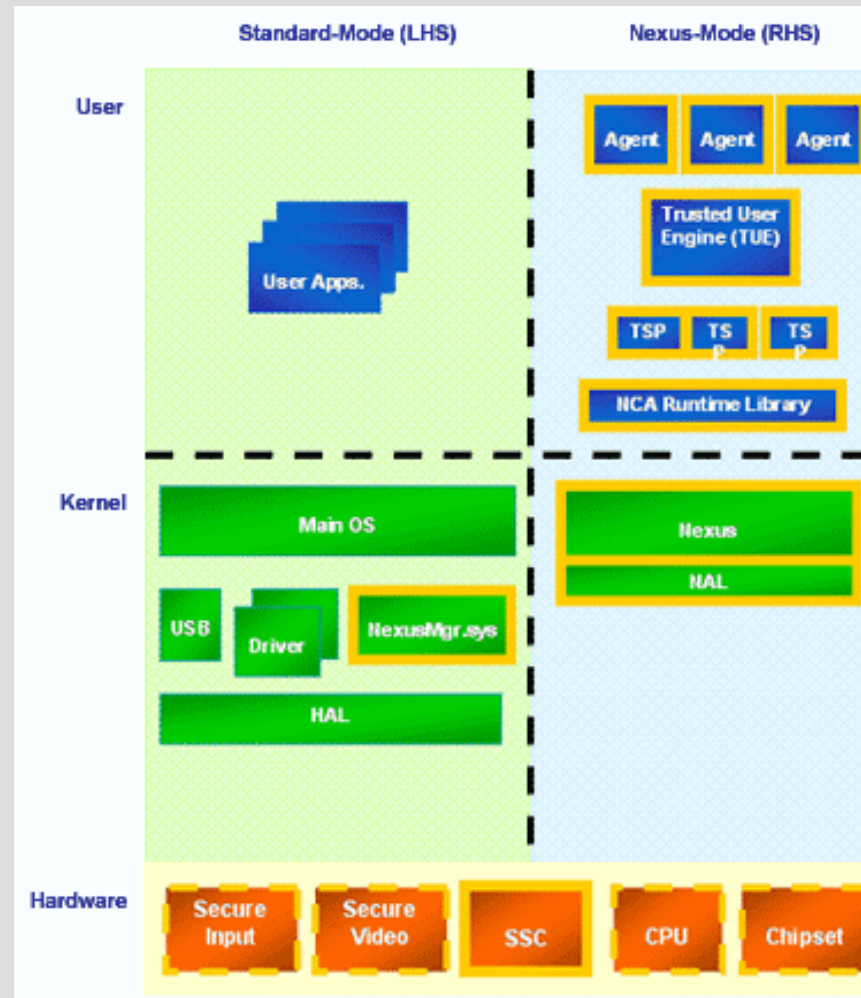 Standard-Mode (LHS)
Nexus-Mode (RHS)
User
Agent
Agent
Agent
Trusted User
Engine (TUE)
User Apps.
TSP
TS
P
TS
P
NCA Runtime Library
Kernel
Main OS
Nexus
NAL
USB
Driver
NexusMgr.sys
HAL
Hardware
Secure
Input
Secure
Video
SSC
CPU
Chipset